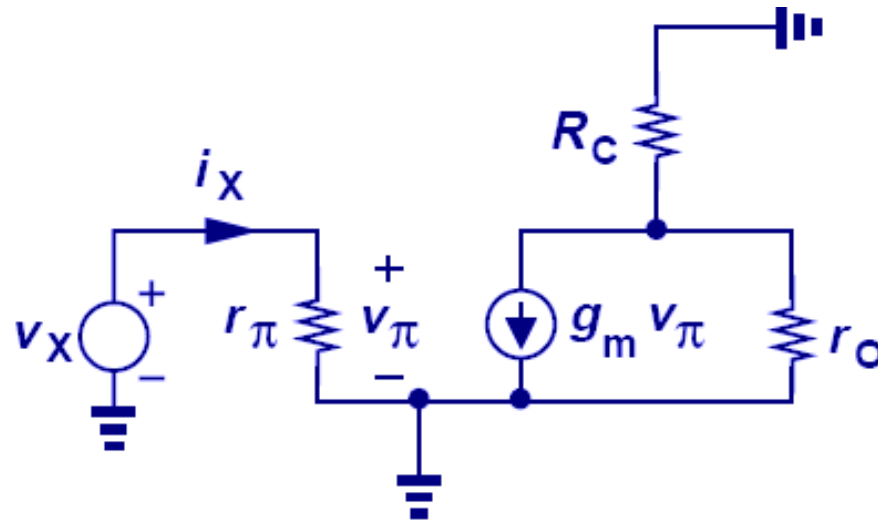 R_C
i_X
+
v_X
−
r_π
+
v_π
−
g_m v_π
r_O